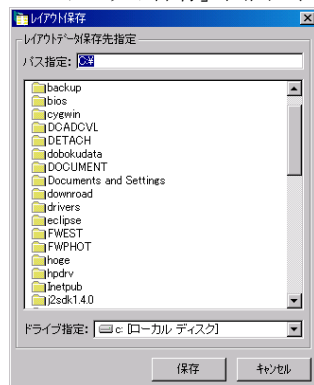 レイアウト保存
レイアウトデータ保存先指定
パス指定: C:¥
backup
bios
cygwin
DCADCVL
DETACH
dobokudata
DOCUMENT
Documents and Settings
downroad
drivers
eclipse
FWEST
FWPHOT
hoge
hpdrv
Inetpub
j2sdk1.4.0
ドライブ指定: c: [ローカル ディスク]
保存 キャンセル